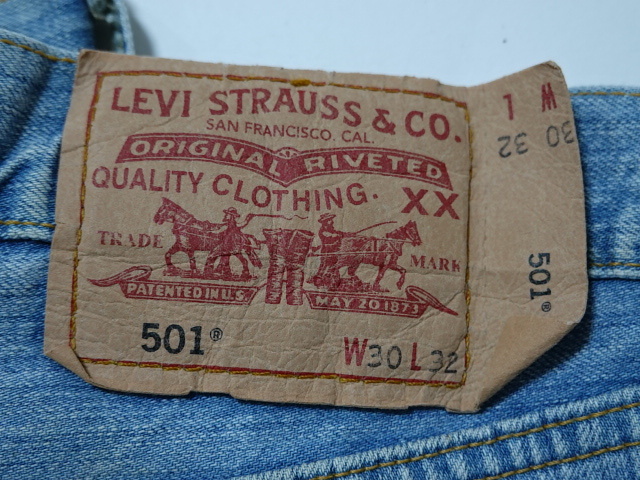 LEVI STRAUSS & CO.
SAN FRANCISCO. CAL.
ORIGINAL RIVETED
QUALITY CLOTHING. XX
TRADE MARK
PATENTED IN U.S. MAY 20 1873
501®
W30 L32
W L
30 32
501®